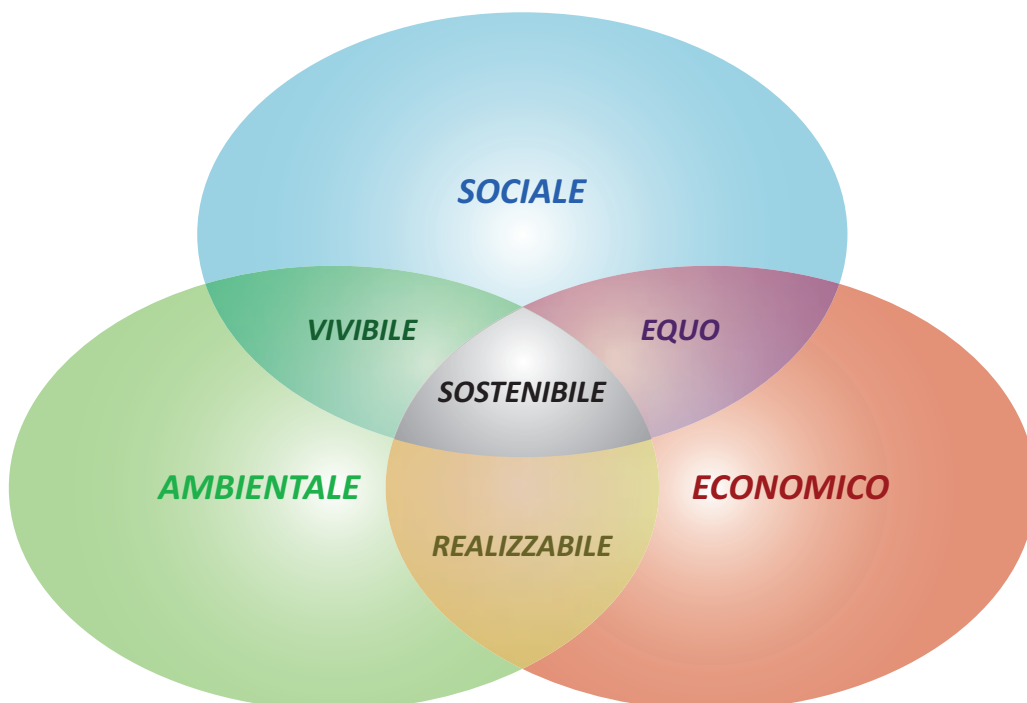 SOCIALE
VIVIBILE
EQUO
SOSTENIBILE
AMBIENTALE
ECONOMICO
REALIZZABILE